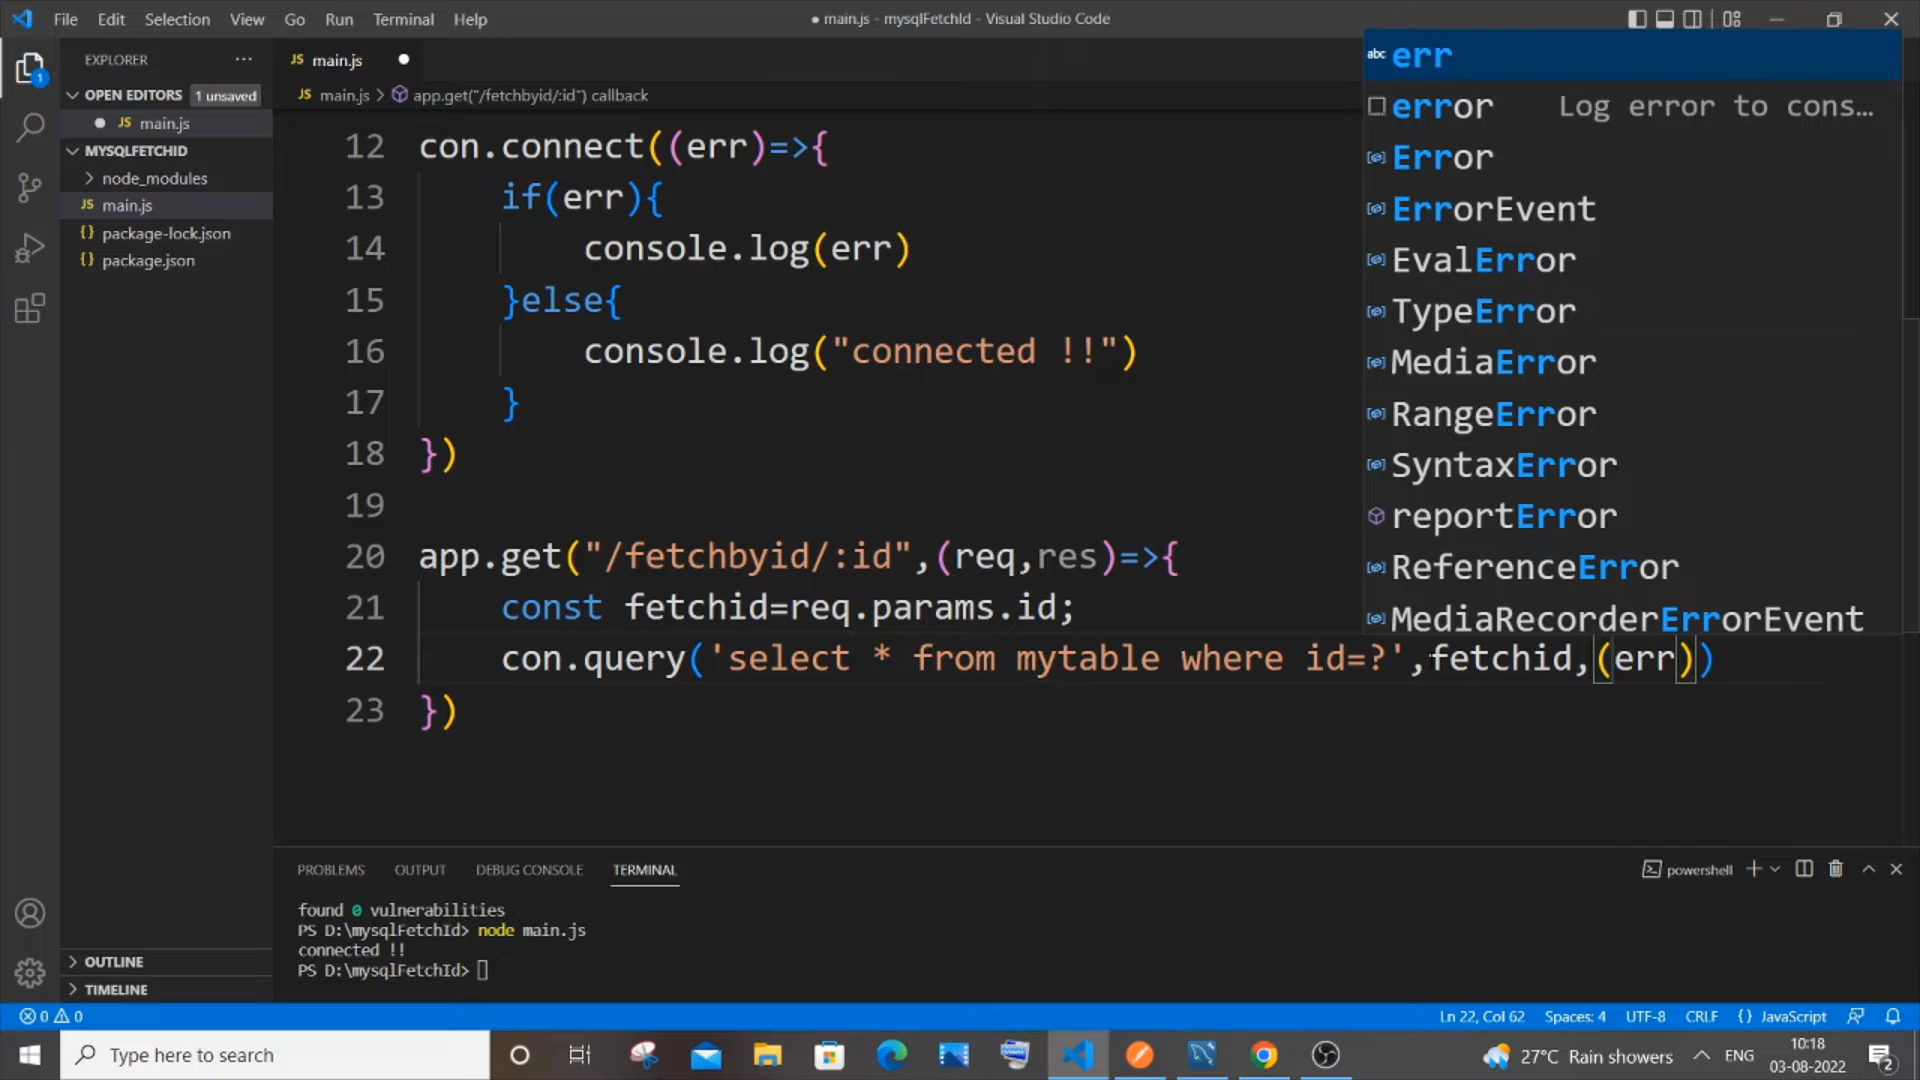 File Edit Selection View Go Run Terminal Help
● main.js - mysqlFetchId - Visual Studio Code
EXPLORER
OPEN EDITORS 1 unsaved
JS main.js
MYSQLFETCHID
node_modules
JS main.js
{} package-lock.json
{} package.json
OUTLINE
TIMELINE
1
JS main.js
JS main.js > app.get("/fetchbyid/:id") callback
12 con.connect((err)=>{
13 if(err){
14 console.log(err)
15 }else{
16 console.log("connected !!")
17 }
18 })
19
20 app.get("/fetchbyid/:id",(req,res)=>{
21 const fetchid=req.params.id;
22 con.query('select * from mytable where id=?',fetchid,(err))
23 })
abc err
error Log error to cons…
Error
ErrorEvent
EvalError
TypeError
MediaError
RangeError
SyntaxError
reportError
ReferenceError
MediaRecorderErrorEvent
PROBLEMS OUTPUT DEBUG CONSOLE TERMINAL
powershell
found 0 vulnerabilities
PS D:\mysqlFetchId> node main.js
connected !!
PS D:\mysqlFetchId>
0 0
Ln 22, Col 62 Spaces: 4 UTF-8 CRLF {} JavaScript
Type here to search
27°C Rain showers
ENG
10:18
03-08-2022
2